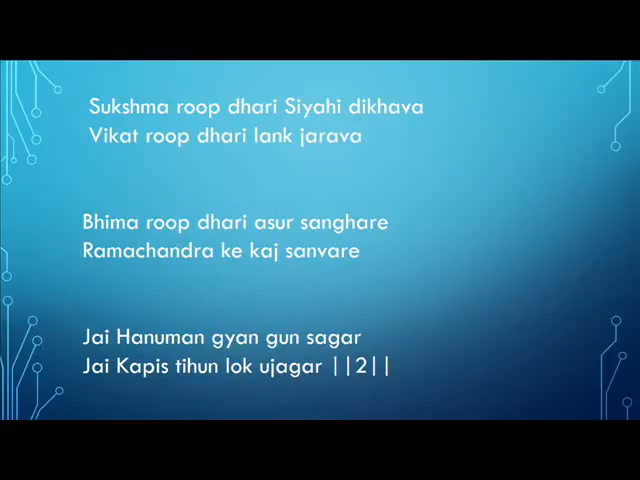 Sukshma roop dhari Siyahi dikhava
Vikat roop dhari lank jarava
Bhima roop dhari asur sanghare
Ramachandra ke kaj sanvare
Jai Hanuman gyan gun sagar
Jai Kapis tihun lok ujagar ||2||